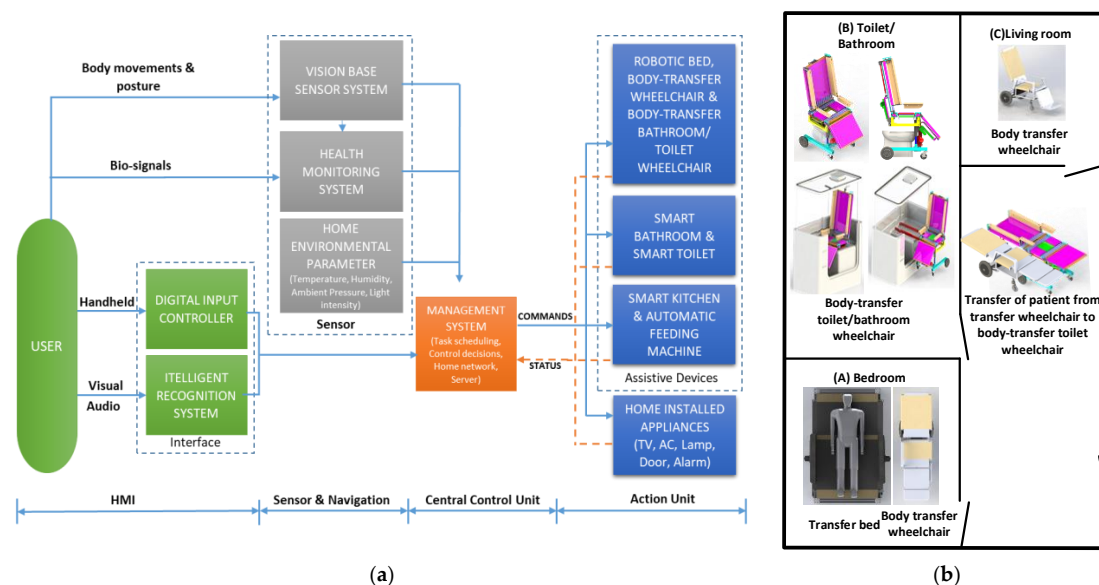 Body movements &
posture
Bio-signals
USER
Handheld
Visual
Audio
DIGITAL INPUT
CONTROLLER
ITELLIGENT
RECOGNITION
SYSTEM
Interface
VISION BASE
SENSOR SYSTEM
HEALTH
MONITORING
SYSTEM
HOME
ENVIRONMENTAL
PARAMETER
(Temperature, Humidity,
Ambient Pressure, Light
intensity)
Sensor
MANAGEMENT
SYSTEM
(Task scheduling,
Control decisions,
Home network,
Server)
COMMANDS
STATUS
ROBOTIC BED,
BODY-TRANSFER
WHEELCHAIR &
BODY-TRANSFER
BATHROOM/
TOILET
WHEELCHAIR
SMART
BATHROOM &
SMART TOILET
SMART KITCHEN
& AUTOMATIC
FEEDING
MACHINE
Assistive Devices
HOME INSTALLED
APPLIANCES
(TV, AC, Lamp,
Door, Alarm)
HMI
Sensor & Navigation
Central Control Unit
Action Unit
(a)
(B) Toilet/
Bathroom
Body-transfer
toilet/bathroom
wheelchair
(C)Living room
Body transfer
wheelchair
Transfer of patient from
transfer wheelchair to
body-transfer toilet
wheelchair
(A) Bedroom
Transfer bed
Body transfer
wheelchair
(b)